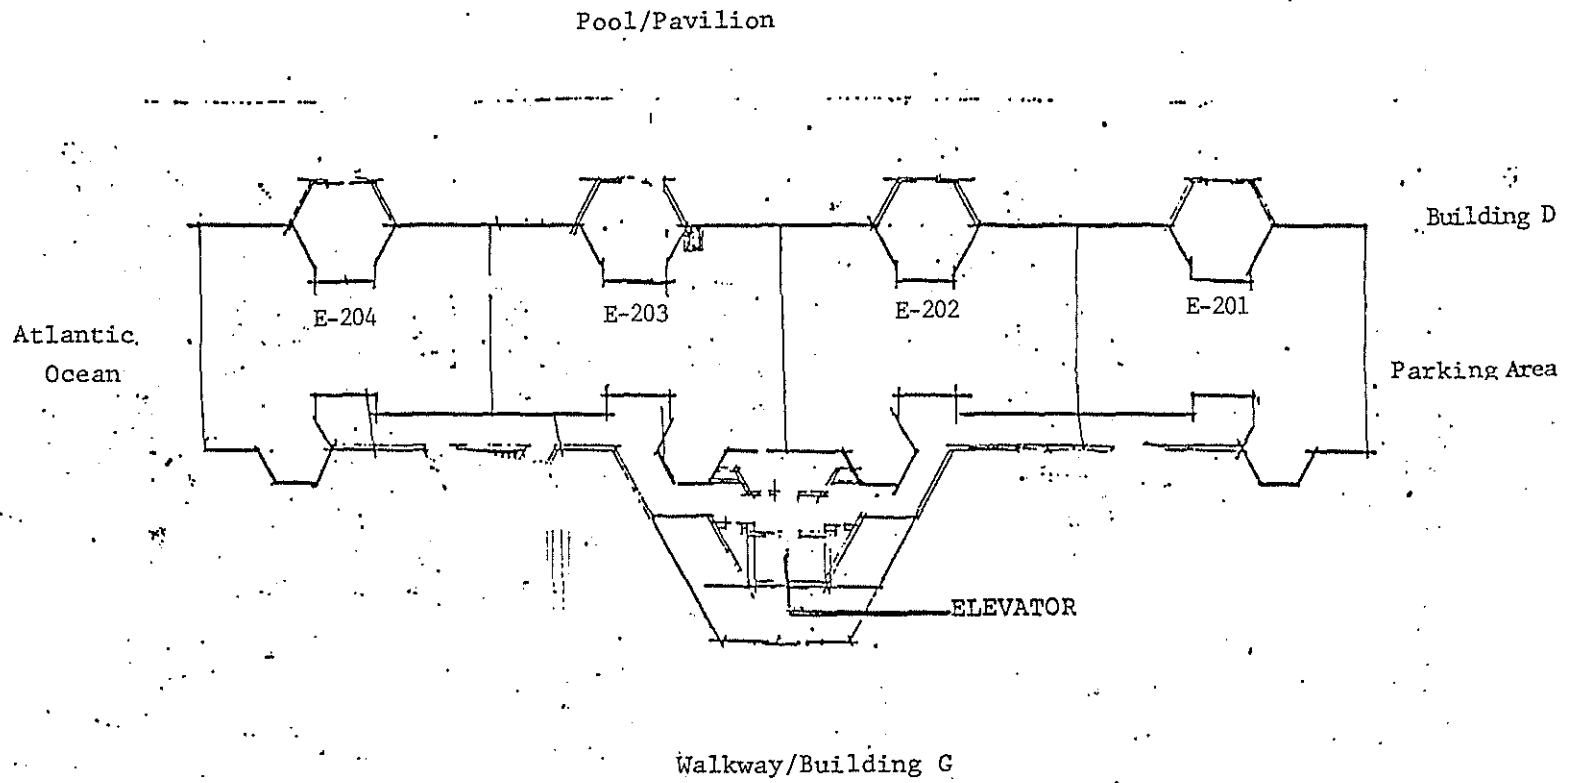 Pool/Pavilion
Building D
E-204
E-203
E-202
E-201
Atlantic
Ocean
Parking Area
ELEVATOR
Walkway/Building G